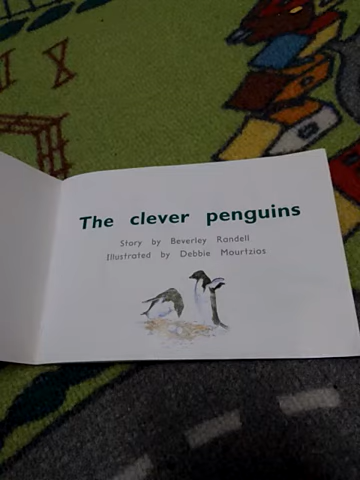 The clever penguins
Story by Beverley Randell
Illustrated by Debbie Mourtzios